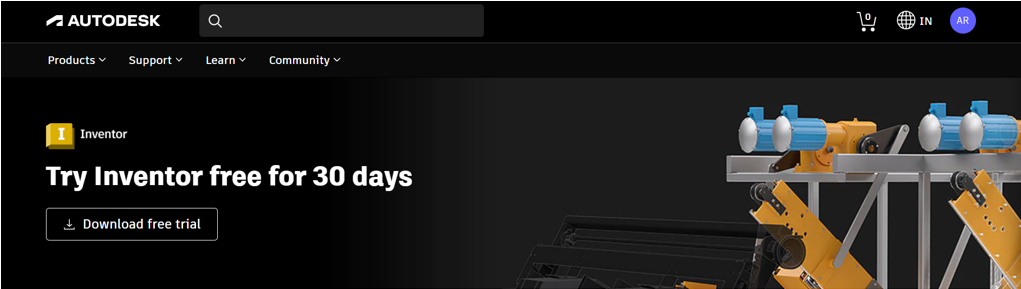 AUTODESK
0
IN
AR
Products
Support
Learn
Community
I
Inventor
Try Inventor free for 30 days
Download free trial